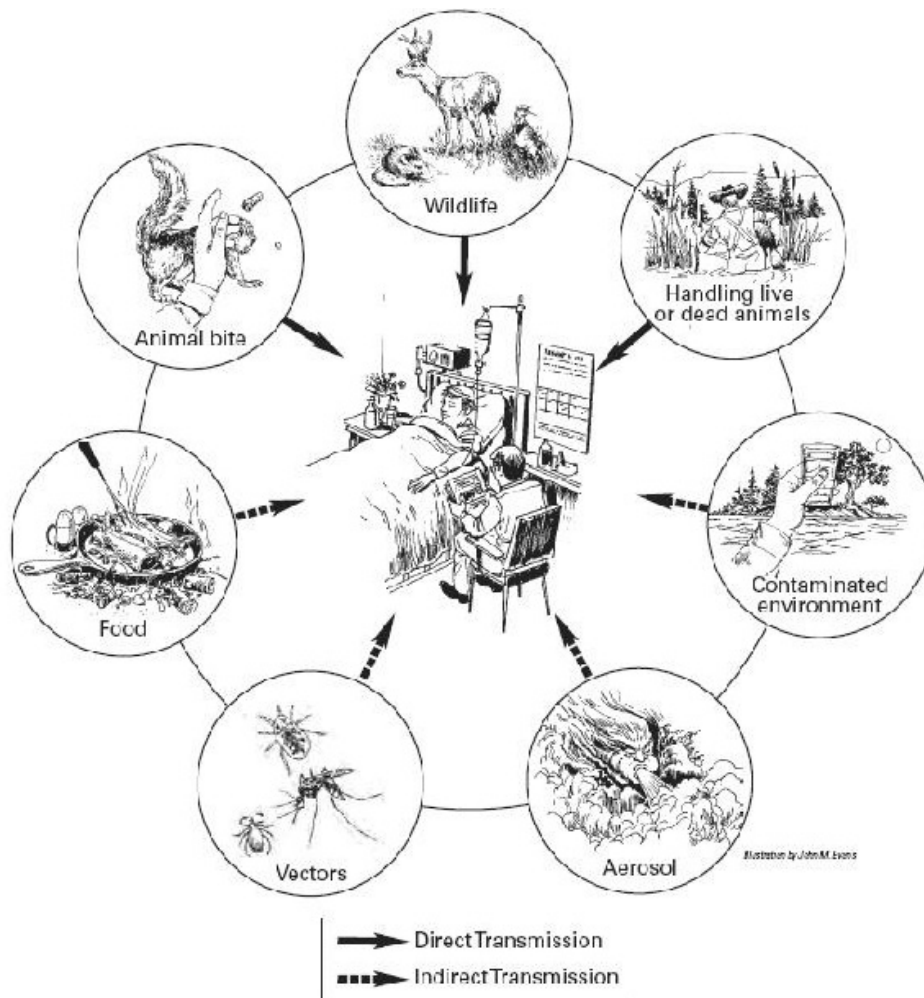 Wildlife
Animal bite
Handling live
or dead animals
Food
Contaminated
environment
Vectors
Aerosol
Illustration by John M. Evans
Direct Transmission
Indirect Transmission